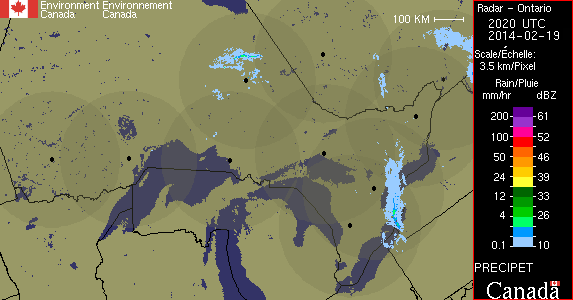 Environment Environnement
Canada Canada
100 KM
Radar - Ontario
2020 UTC
2014-02-19
Scale/Échelle:
3.5 km/Pixel
Rain/Pluie
mm/hr dBZ
200 61
52
100 52
50 46
24 39
12 33
4 26
0.1 10
PRECIPET
Canada